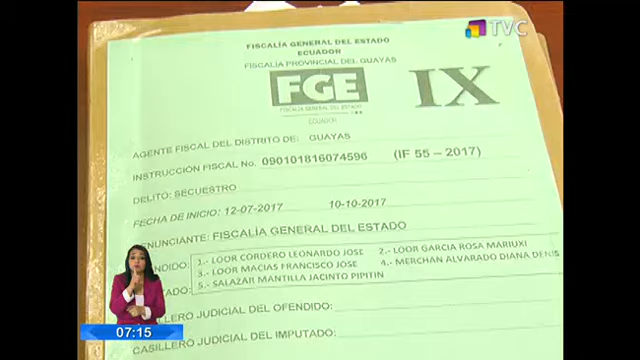 TVC
FISCALÍA GENERAL DEL ESTADO
ECUADOR
FISCALÍA PROVINCIAL DEL GUAYAS
FGE
FISCALÍA GENERAL DEL ESTADO
ECUADOR
IX
AGENTE FISCAL DEL DISTRITO DE: GUAYAS
INSTRUCCIÓN FISCAL No. 090101816074596 (IF 55 – 2017)
DELITO: SECUESTRO
FECHA DE INICIO: 12-07-2017 10-10-2017
ENUNCIANTE: FISCALÍA GENERAL DEL ESTADO
1.- LOOR CORDERO LEONARDO JOSE 2.- LOOR GARCIA ROSA MARIUXI
3.- LOOR MACIAS FRANCISCO JOSE 4.- MERCHAN ALVARADO DIANA DENIS
5.- SALAZAR MANTILLA JACINTO PIPITIN
LLERO JUDICIAL DEL OFENDIDO:
CASILLERO JUDICIAL DEL IMPUTADO:
07:15